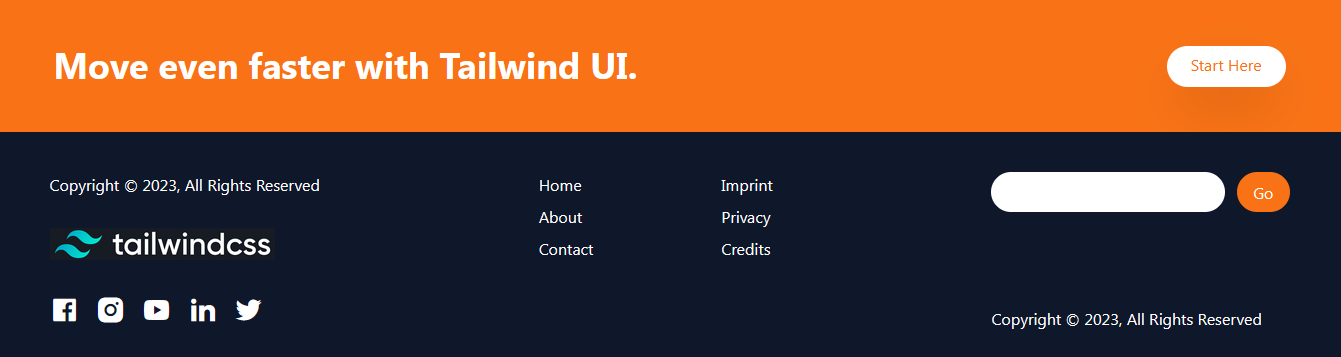 Move even faster with Tailwind UI.
Start Here
Copyright © 2023, All Rights Reserved
tailwindcss
Home
About
Contact
Imprint
Privacy
Credits
Go
Copyright © 2023, All Rights Reserved